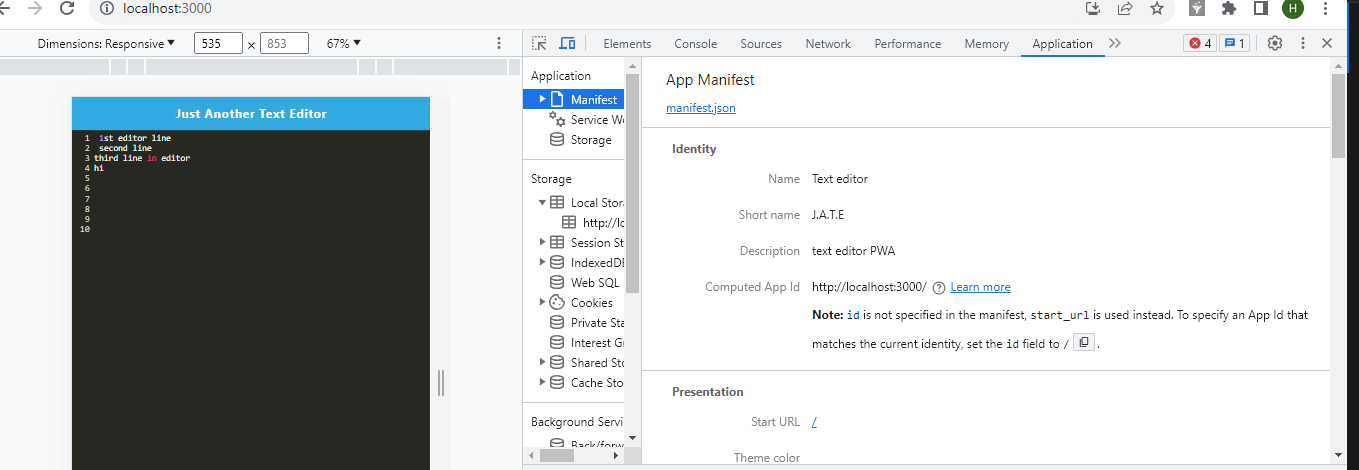 localhost:3000
H
Dimensions: Responsive 535 × 853 67%
Elements Console Sources Network Performance Memory Application 4 1
Just Another Text Editor
1 1st editor line
2 second line
3 third line in editor
4 hi
5
6
7
8
9
10
Application
Manifest
Service We
Storage
Storage
Local Stora
http://lo
Session St
IndexedDB
Web SQL
Cookies
Private Sta
Interest Gr
Shared Sto
Cache Sto
Background Servi
Back/forw
App Manifest
manifest.json
Identity
Name Text editor
Short name J.A.T.E
Description text editor PWA
Computed App Id http://localhost:3000/ ? Learn more
Note: id is not specified in the manifest, start_url is used instead. To specify an App Id that
matches the current identity, set the id field to / .
Presentation
Start URL /
Theme color